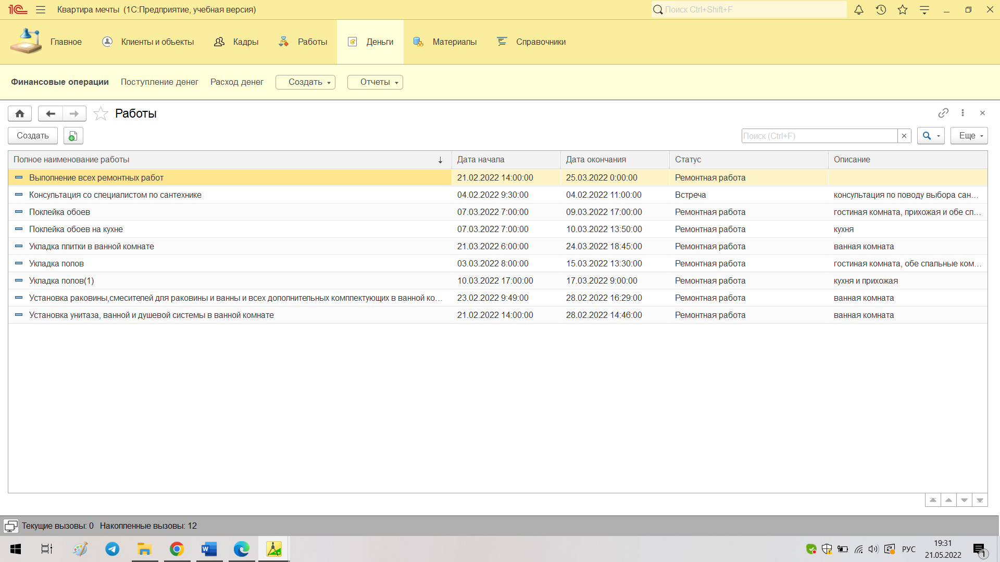 1С Квартира мечты (1С:Предприятие, учебная версия) Поиск Ctrl+Shift+F
Главное Клиенты и объекты Кадры Работы Деньги Материалы Справочники
Финансовые операции Поступление денег Расход денег Создать Отчеты
Работы
Создать Поиск (Ctrl+F) Еще
Полное наименование работы Дата начала Дата окончания Статус Описание
Выполнение всех ремонтных работ 21.02.2022 14:00:00 25.03.2022 0:00:00 Ремонтная работа
Консультация со специалистом по сантехнике 04.02.2022 9:30:00 04.02.2022 11:00:00 Встреча консультация по поводу выбора сан...
Поклейка обоев 07.03.2022 7:00:00 09.03.2022 17:00:00 Ремонтная работа гостиная комната, прихожая и обе сп...
Поклейка обоев на кухне 07.03.2022 7:00:00 10.03.2022 13:50:00 Ремонтная работа кухня
Укладка плитки в ванной комнате 21.03.2022 6:00:00 24.03.2022 18:45:00 Ремонтная работа ванная комната
Укладка полов 03.03.2022 8:00:00 15.03.2022 13:30:00 Ремонтная работа гостиная комната, обе спальные ком...
Укладка полов(1) 10.03.2022 17:00:00 17.03.2022 9:00:00 Ремонтная работа кухня и прихожая
Установка раковины,смесителей для раковины и ванны и всех дополнительных комплектующих в ванной ко... 23.02.2022 9:49:00 28.02.2022 16:29:00 Ремонтная работа ванная комната
Установка унитаза, ванной и душевой системы в ванной комнате 21.02.2022 14:00:00 28.02.2022 14:46:00 Ремонтная работа ванная комната
Текущие вызовы: 0 Накопленные вызовы: 12
РУС 19:31
21.05.2022 1